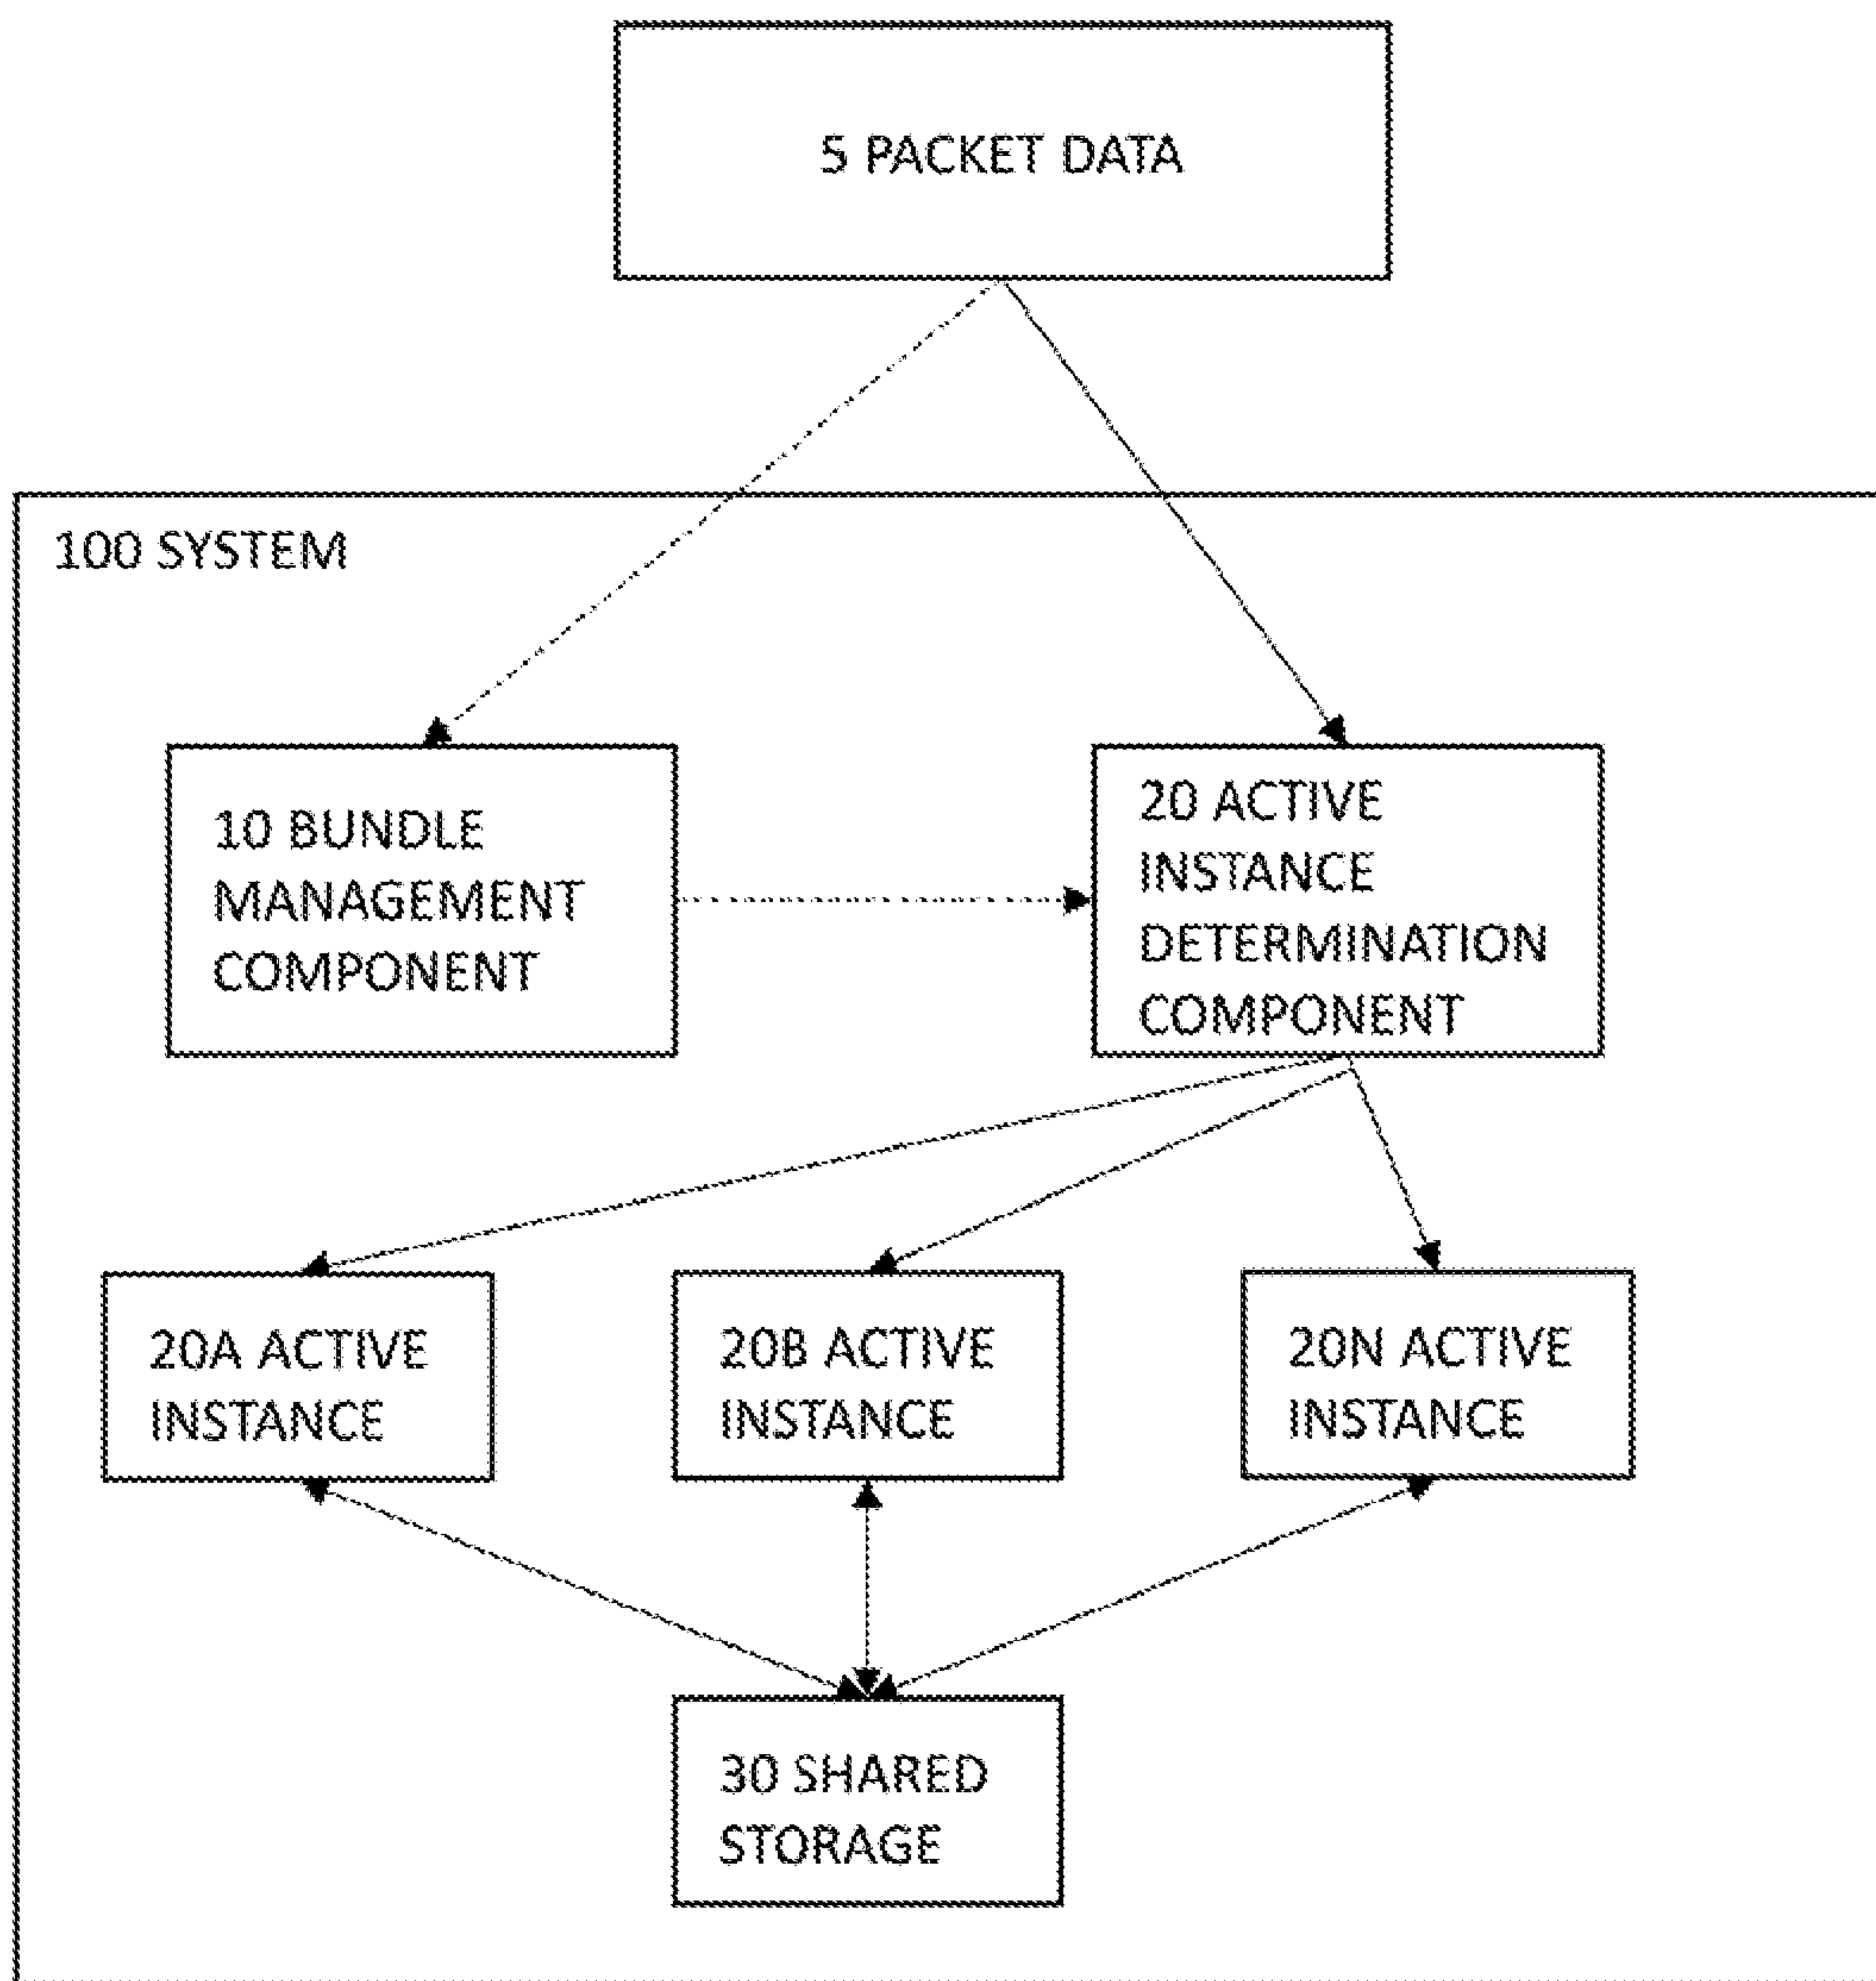 5 PACKET DATA
100 SYSTEM
10 BUNDLE
MANAGEMENT
COMPONENT
20 ACTIVE
INSTANCE
DETERMINATION
COMPONENT
20A ACTIVE
INSTANCE
20B ACTIVE
INSTANCE
20N ACTIVE
INSTANCE
30 SHARED
STORAGE